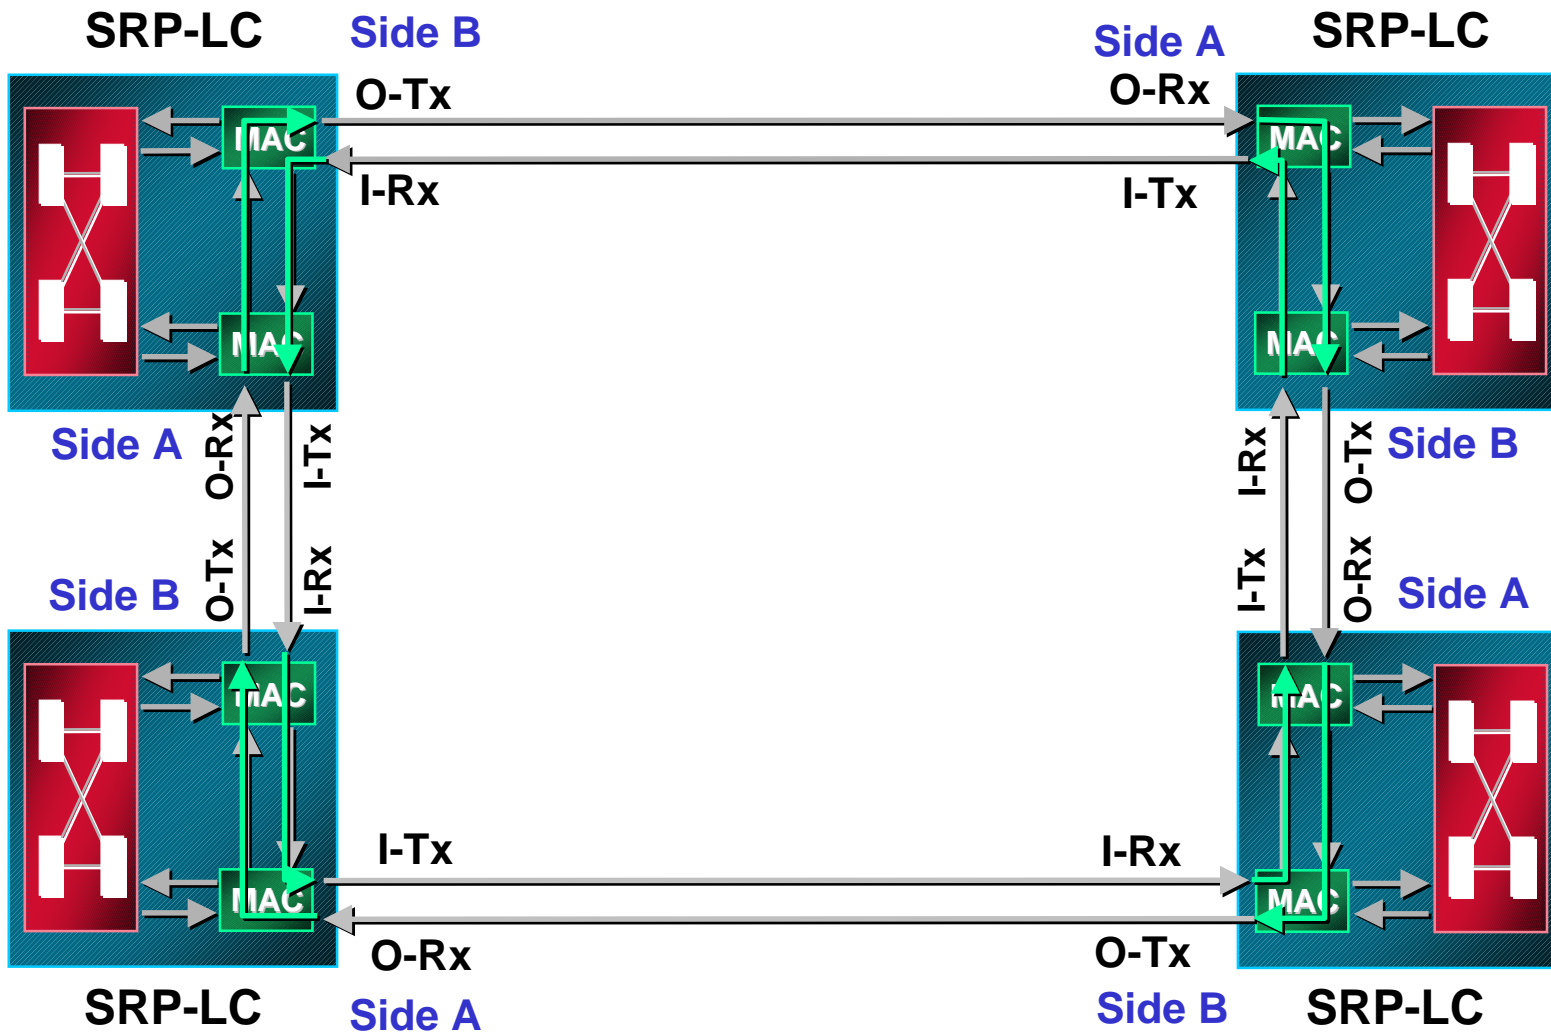 SRP-LC
Side B
Side A
SRP-LC
O-Tx
O-Rx
MAC
MAC
I-Rx
I-Tx
MAC
MAC
Side A
O-Rx
I-Tx
I-Rx
O-Tx
Side B
Side B
O-Tx
I-Rx
I-Tx
O-Rx
Side A
MAC
MAC
I-Tx
I-Rx
MAC
MAC
O-Rx
O-Tx
SRP-LC
Side A
Side B
SRP-LC